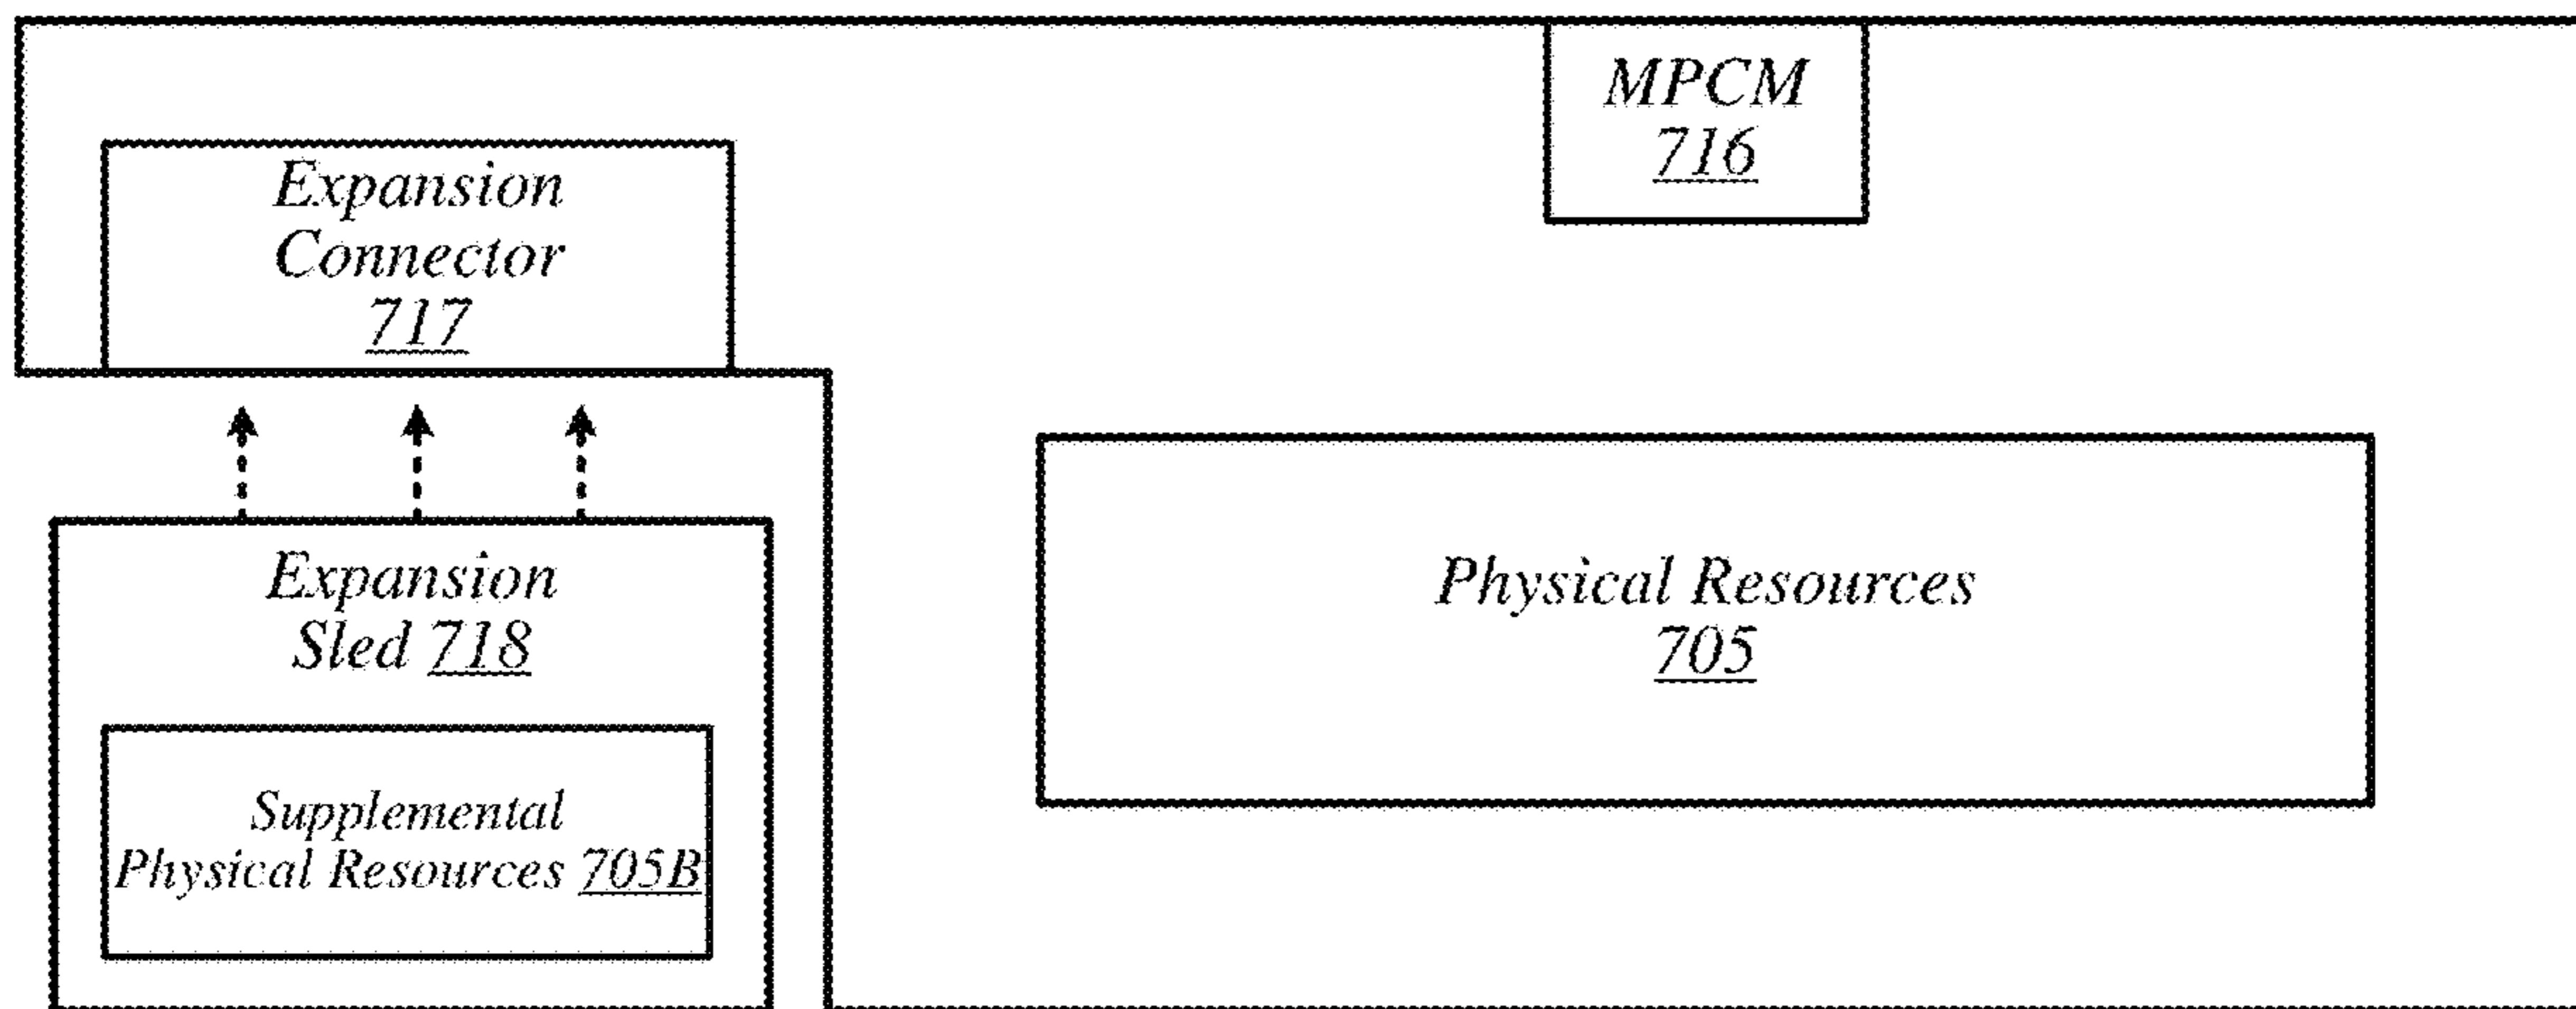 MPCM
716
Expansion
Connector
717
Expansion
Sled 718
Supplemental
Physical Resources 705B
Physical Resources
705